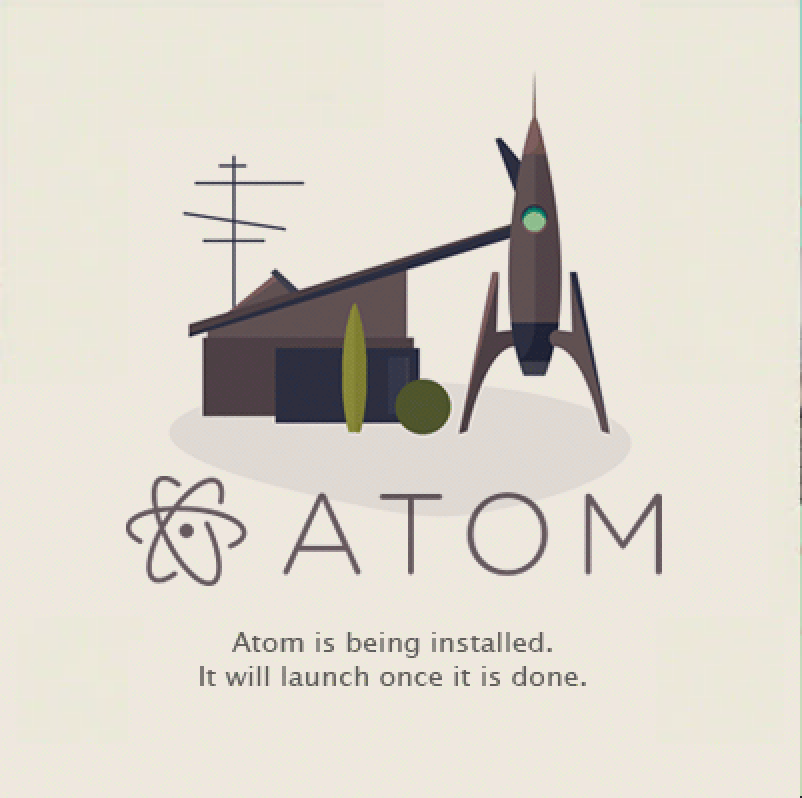 ATOM
Atom is being installed.
It will launch once it is done.